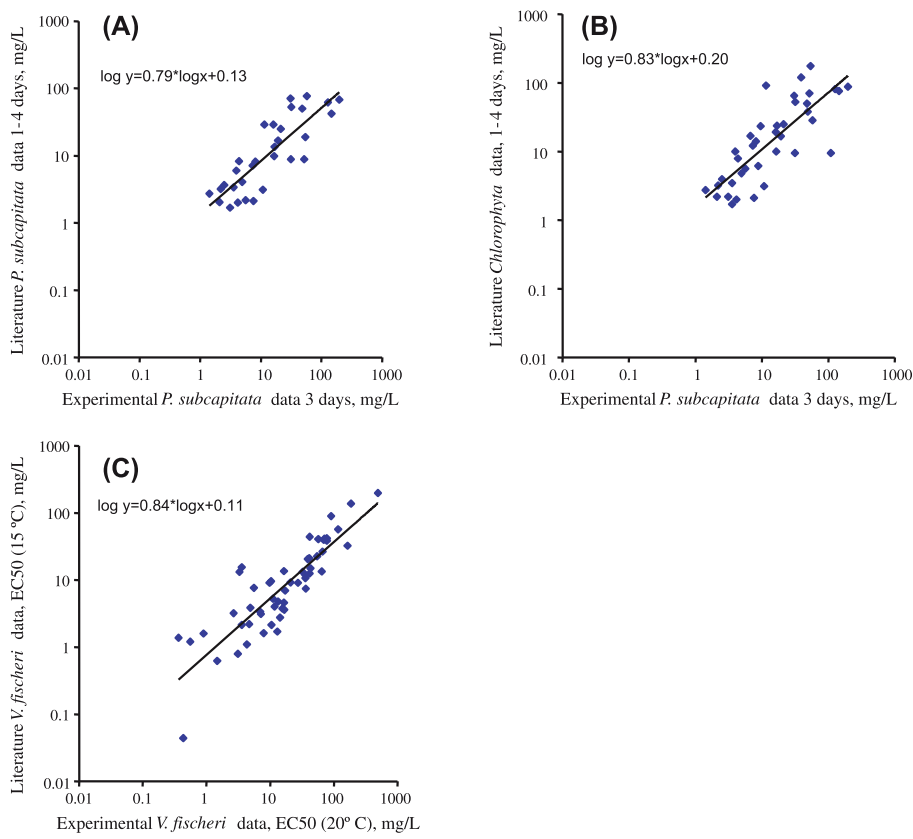 (A)
log y=0.79*logx+0.13
Literature P. subcapitata data 1-4 days, mg/L
1000
100
10
1
0.1
0.01
0.01 0.1 1 10 100 1000
Experimental P. subcapitata data 3 days, mg/L
(B)
log y=0.83*logx+0.20
Literature Chlorophyta data, 1-4 days, mg/L
1000
100
10
1
0.1
0.01
0.01 0.1 1 10 100 1000
Experimental P. subcapitata data 3 days, mg/L
(C)
log y=0.84*logx+0.11
Literature V. fischeri data, EC50 (15 ºC), mg/L
1000
100
10
1
0.1
0.01
0.01 0.1 1 10 100 1000
Experimental V. fischeri data, EC50 (20º C), mg/L